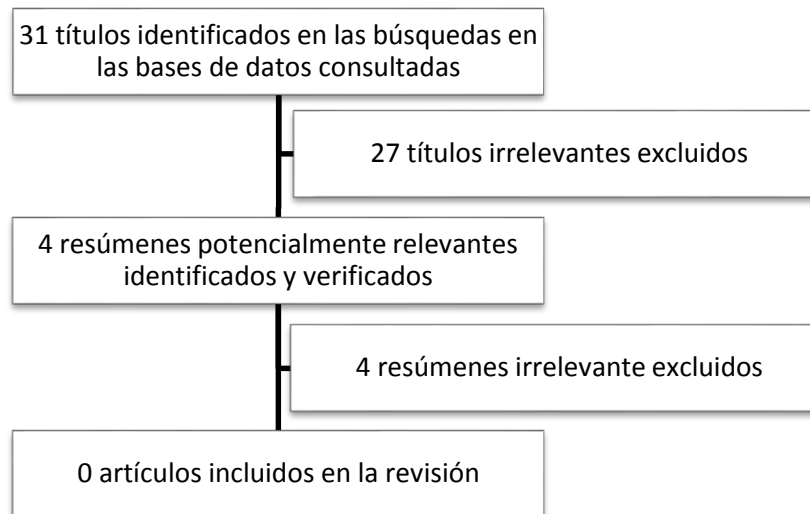 31 títulos identificados en las búsquedas en
las bases de datos consultadas
27 títulos irrelevantes excluidos
4 resúmenes potencialmente relevantes
identificados y verificados
4 resúmenes irrelevante excluidos
0 artículos incluidos en la revisión